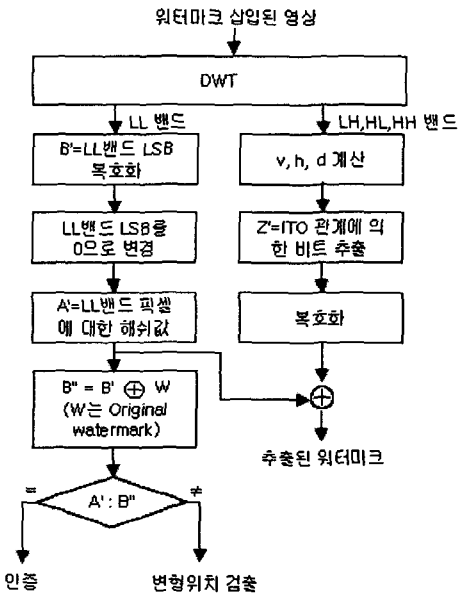 워터마크 삽입된 영상
DWT
LL 밴드
LH,HL,HH 밴드
B'=LL밴드 LSB
복호화
v, h, d 계산
LL밴드 LSB를
0으로 변경
Z'=ITO 관계에 의
한 비트 추출
A'=LL밴드 픽셀
에 대한 해쉬값
복호화
B" = B' ⊕ W
(W는 Original
watermark)
추출된 워터마크
=
A' : B"
≠
인증
변형위치 검출